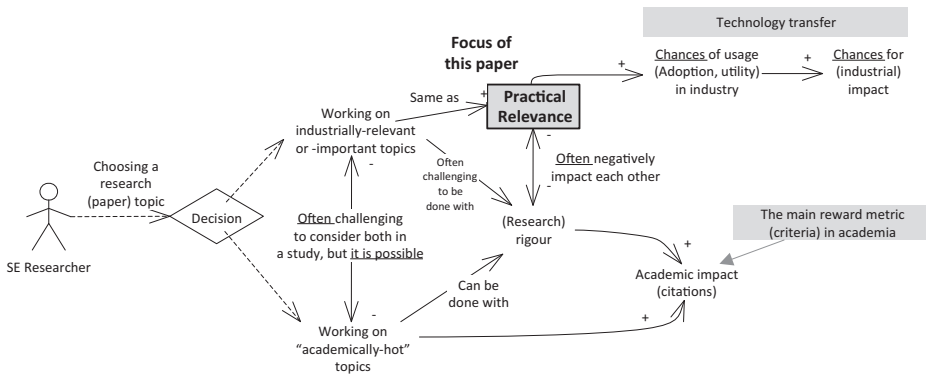 Technology transfer
Focus of
this paper
+
Chances of usage
(Adoption, utility)
in industry
+
Chances for
(industrial)
impact
Same as
+
Practical
Relevance
Working on
industrially-relevant
or -important topics
-
Often
challenging
to be
done with
-
Often negatively
impact each other
-
Choosing a
research
(paper) topic
Decision
SE Researcher
Often challenging
to consider both in
a study, but it is possible
(Research)
rigour
The main reward metric
(criteria) in academia
+
Academic impact
(citations)
Can be
done with
-
+
Working on
“academically-hot”
topics